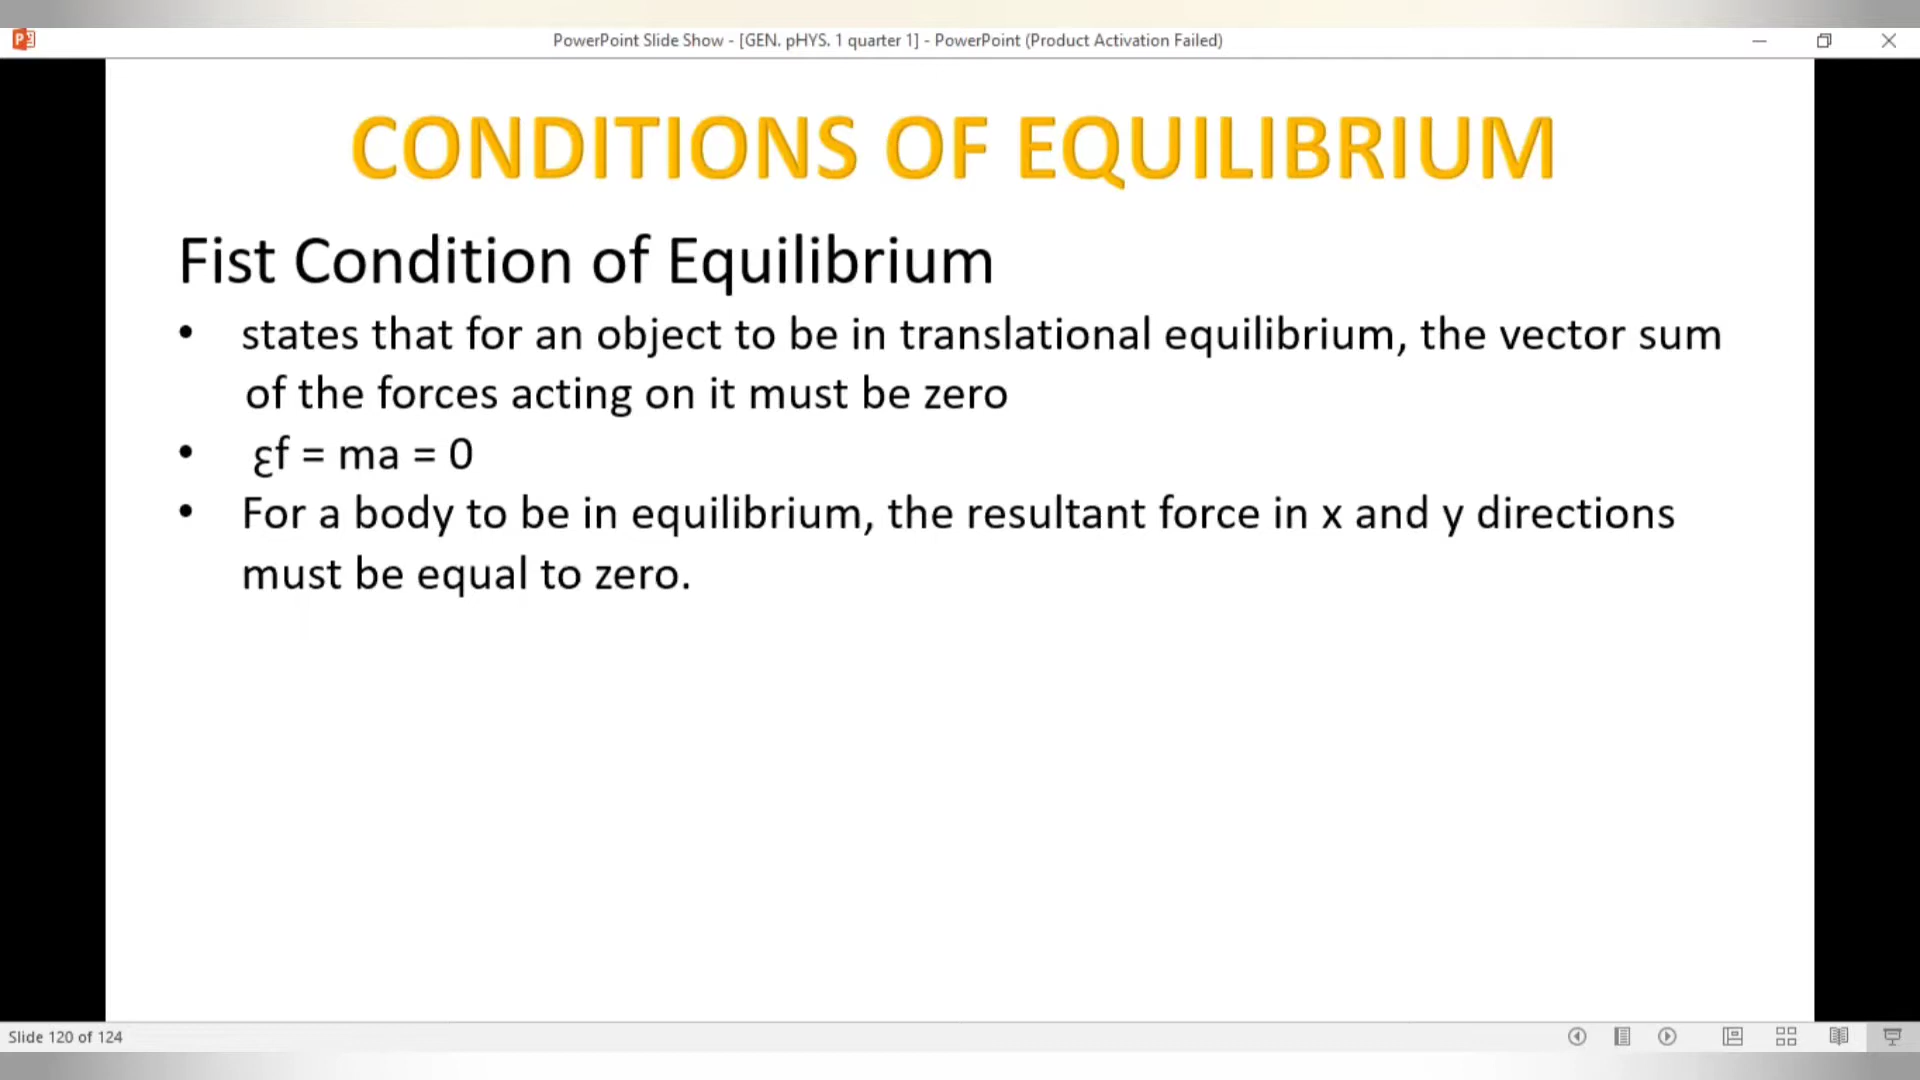 PowerPoint Slide Show - [GEN. pHYS. 1 quarter 1] - PowerPoint (Product Activation Failed)
CONDITIONS OF EQUILIBRIUM
Fist Condition of Equilibrium
• states that for an object to be in translational equilibrium, the vector sum
of the forces acting on it must be zero
• ƹf = ma = 0
• For a body to be in equilibrium, the resultant force in x and y directions
must be equal to zero.
Slide 120 of 124